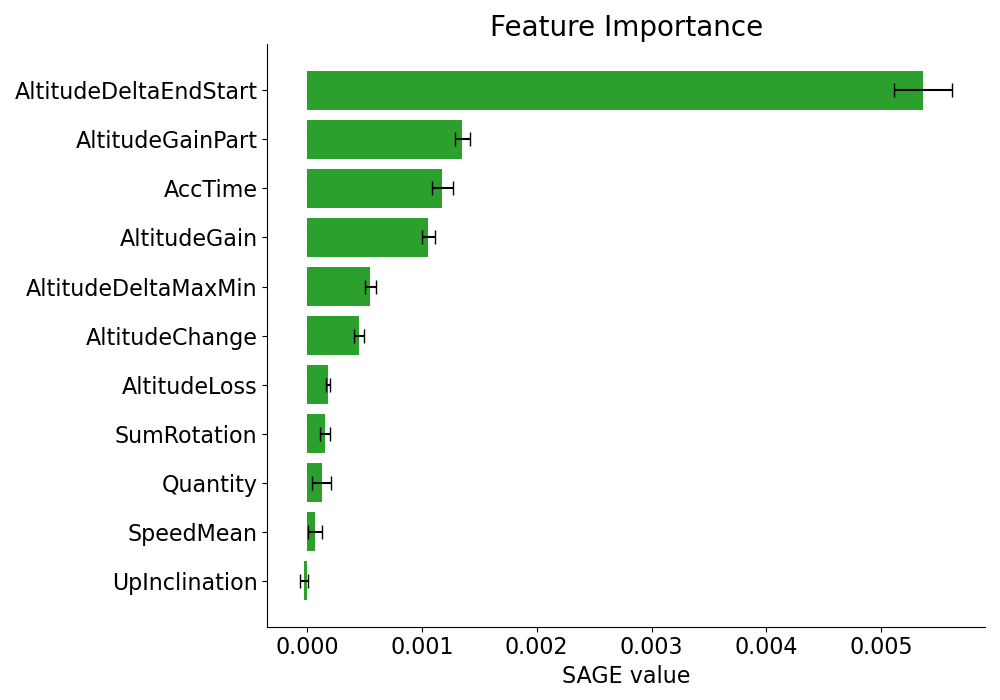 Feature Importance
AltitudeDeltaEndStart
AltitudeGainPart
AccTime
AltitudeGain
AltitudeDeltaMaxMin
AltitudeChange
AltitudeLoss
SumRotation
Quantity
SpeedMean
UpInclination
0.000 0.001 0.002 0.003 0.004 0.005
SAGE value